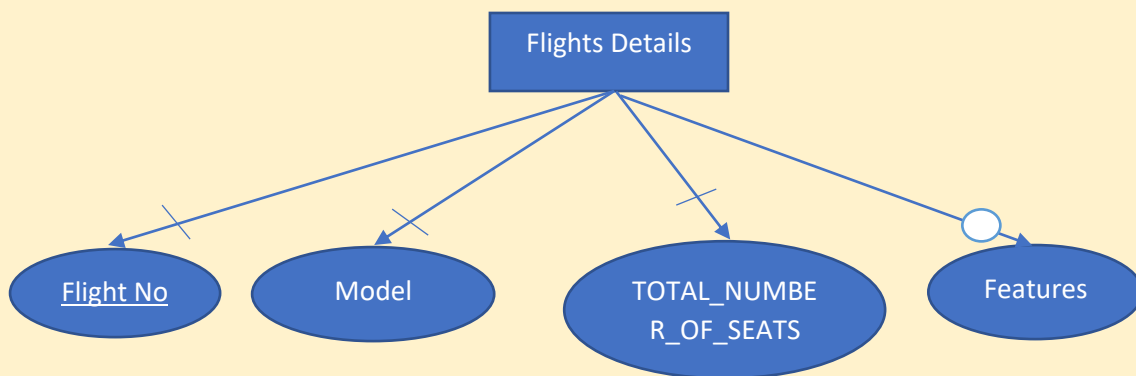 Flights Details
Flight No
Model
TOTAL_NUMBE
R_OF_SEATS
Features